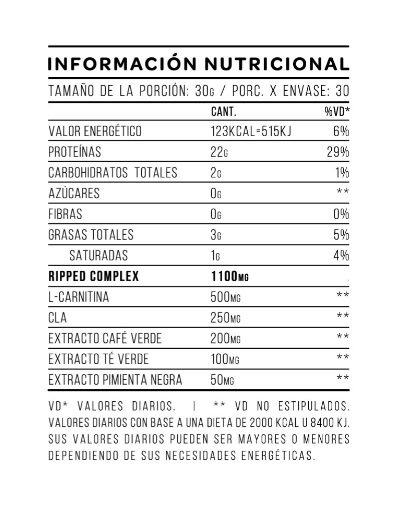 INFORMACIÓN NUTRICIONAL
TAMAÑO DE LA PORCIÓN: 30G / PORC. X ENVASE: 30
CANT. %VD*
VALOR ENERGÉTICO 123KCAL=515KJ 6%
PROTEÍNAS 22G 29%
CARBOHIDRATOS TOTALES 2G 1%
AZÚCARES 0G **
FIBRAS 0G 0%
GRASAS TOTALES 3G 5%
SATURADAS 1G 4%
RIPPED COMPLEX 1100MG
L-CARNITINA 500MG **
CLA 250MG **
EXTRACTO CAFÉ VERDE 200MG **
EXTRACTO TÉ VERDE 100MG **
EXTRACTO PIMIENTA NEGRA 50MG **
VD* VALORES DIARIOS. | ** VD NO ESTIPULADOS.
VALORES DIARIOS CON BASE A UNA DIETA DE 2000 KCAL U 8400 KJ.
SUS VALORES DIARIOS PUEDEN SER MAYORES O MENORES
DEPENDIENDO DE SUS NECESIDADES ENERGÉTICAS.